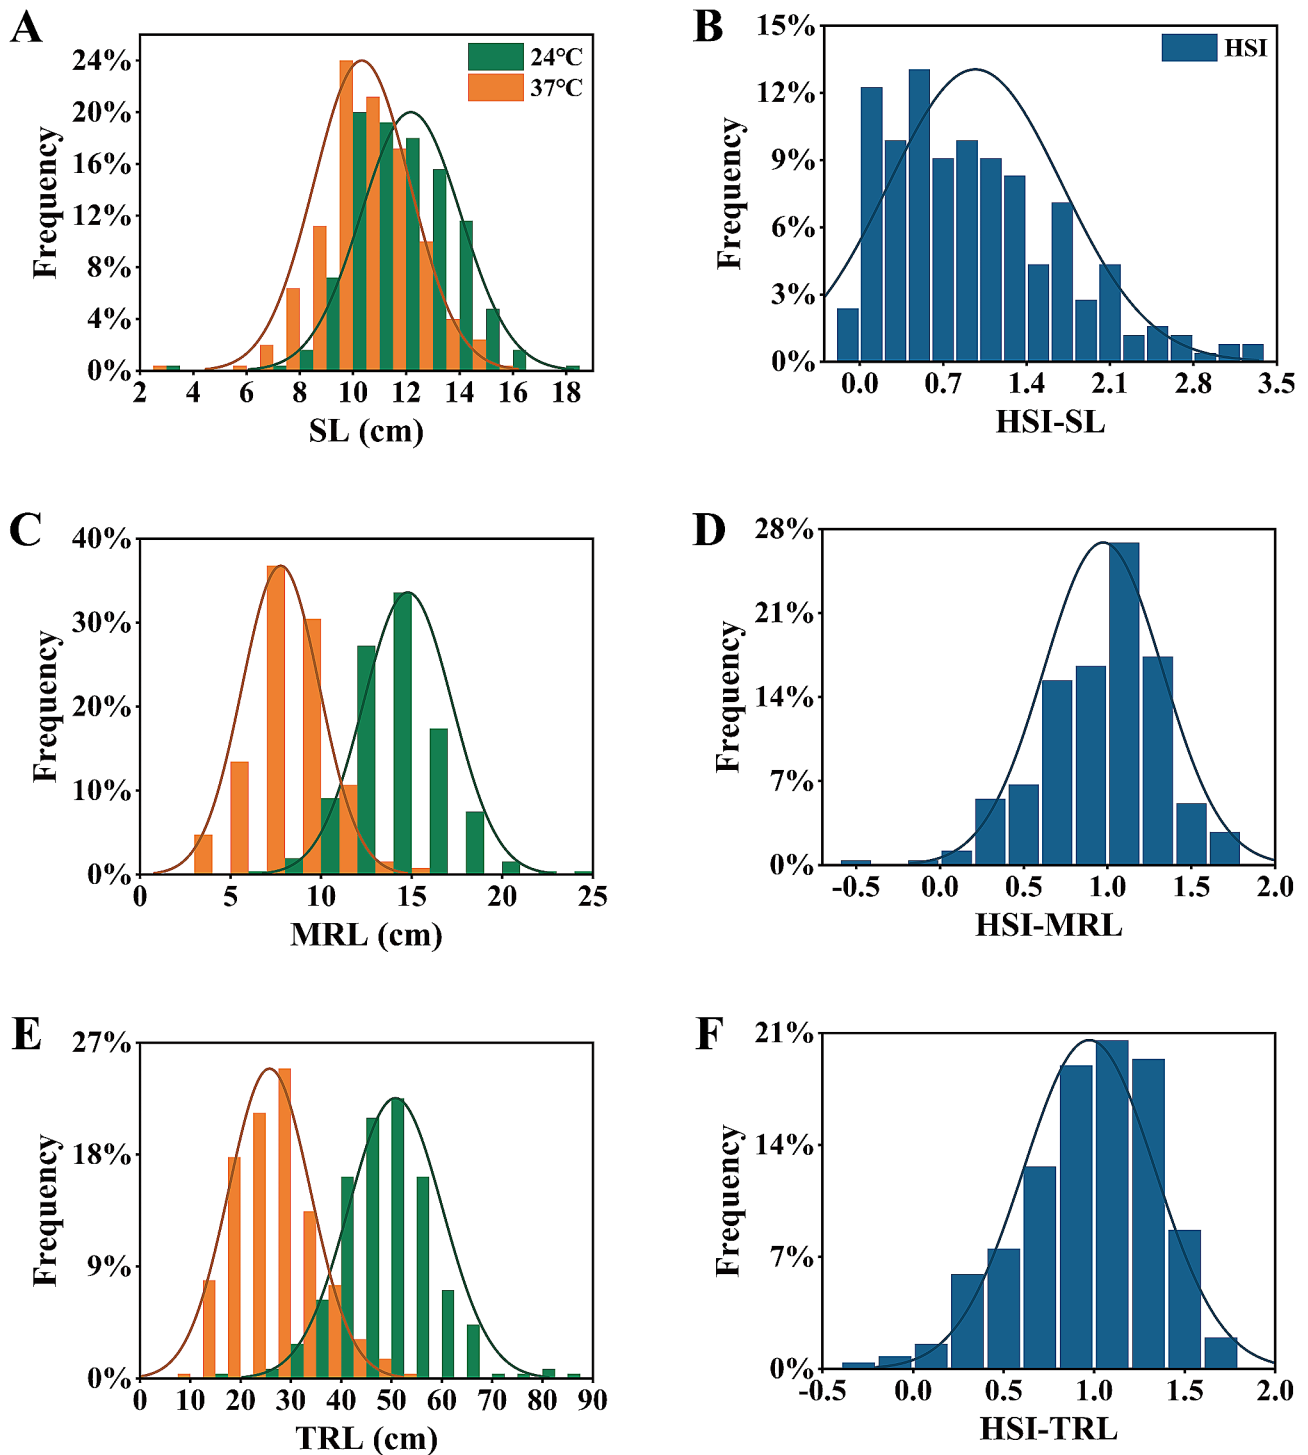 A
24%
20%
16%
12%
8%
4%
0%
Frequency
24°C
37°C
2 4 6 8 10 12 14 16 18
SL (cm)
B
15%
12%
9%
6%
3%
0%
Frequency
HSI
0.0 0.7 1.4 2.1 2.8 3.5
HSI-SL
C
40%
30%
20%
10%
0%
Frequency
0 5 10 15 20 25
MRL (cm)
D
28%
21%
14%
7%
0%
Frequency
-0.5 0.0 0.5 1.0 1.5 2.0
HSI-MRL
E
27%
18%
9%
0%
Frequency
0 10 20 30 40 50 60 70 80 90
TRL (cm)
F
21%
14%
7%
0%
Frequency
-0.5 0.0 0.5 1.0 1.5 2.0
HSI-TRL